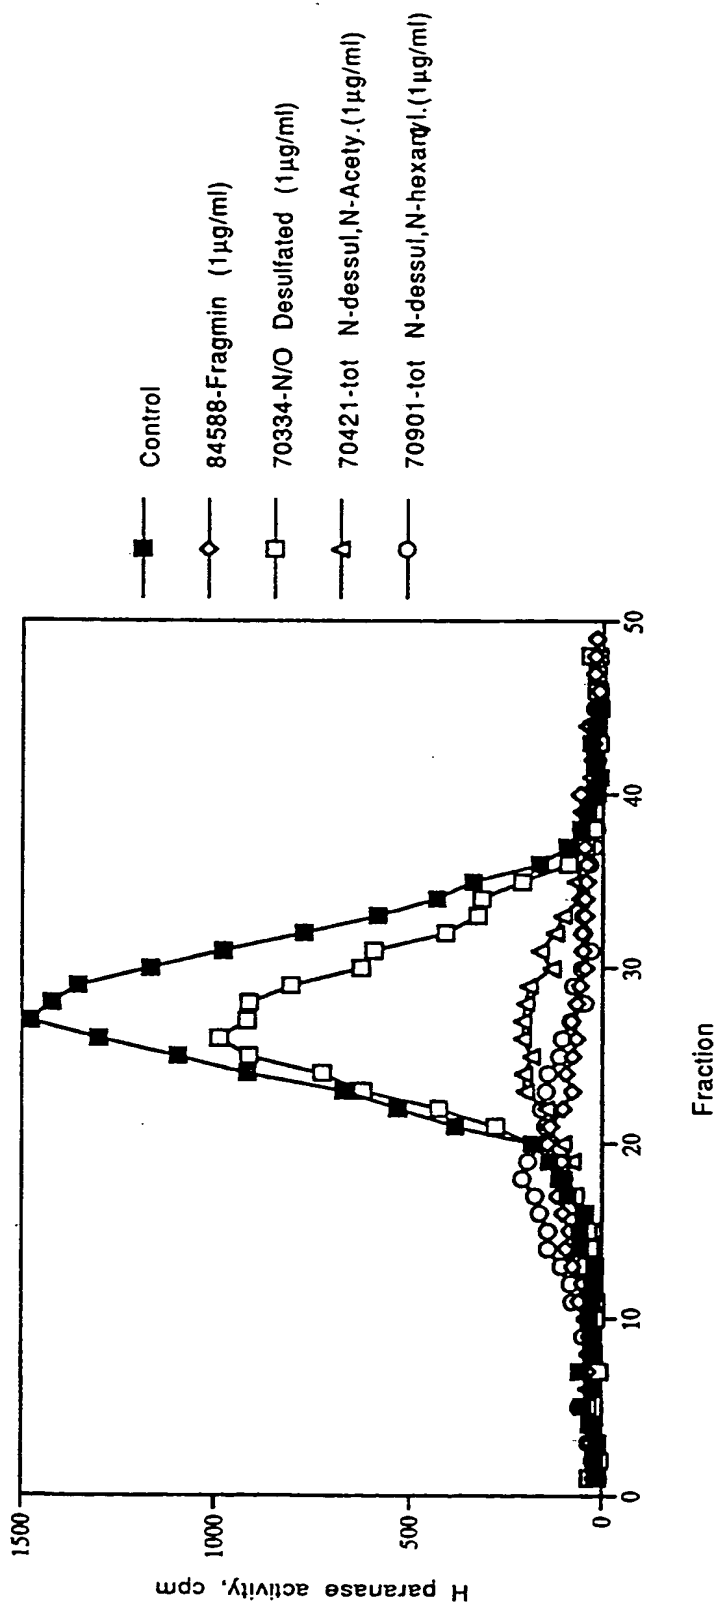 H paranase activity, cpm
1500
1000
500
0
0
10
20
30
40
50
Fraction
Control
84588-Fragmin (1µg/ml)
70334-N/O Desulfated (1µg/ml)
70421-tot N-dessul,N-Acety.(1µg/ml)
70901-tot N-dessul,N-hexanyl.(1µg/ml)